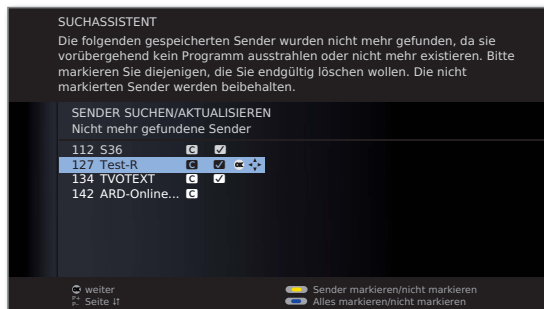 SUCHASSISTENT
Die folgenden gespeicherten Sender wurden nicht mehr gefunden, da sie
vorübergehend kein Programm ausstrahlen oder nicht mehr existieren. Bitte
markieren Sie diejenigen, die Sie endgültig löschen wollen. Die nicht
markierten Sender werden beibehalten.
SENDER SUCHEN/AKTUALISIEREN
Nicht mehr gefundene Sender
112 S36 C
127 Test-R C OK
134 TVOTEXT C
142 ARD-Online... C
OK weiter
P+ P- Seite
Sender markieren/nicht markieren
Alles markieren/nicht markieren